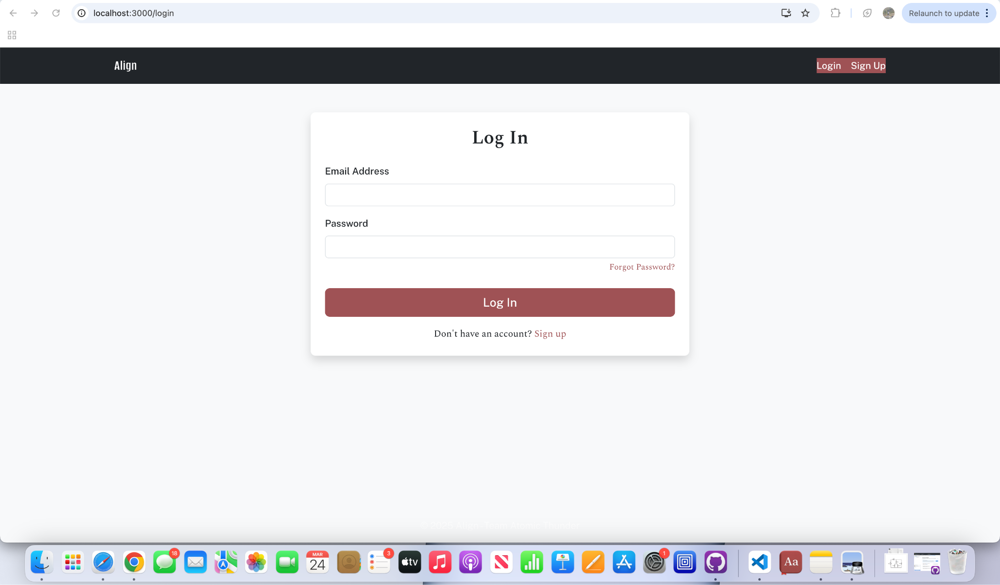 localhost:3000/login
Relaunch to update
Align
Login Sign Up
Log In
Email Address
Password
Forgot Password?
Log In
Don't have an account? Sign up
© 2025 Align -Team Atomic Thunder
18
MAR
24
3
tv
1
Aa